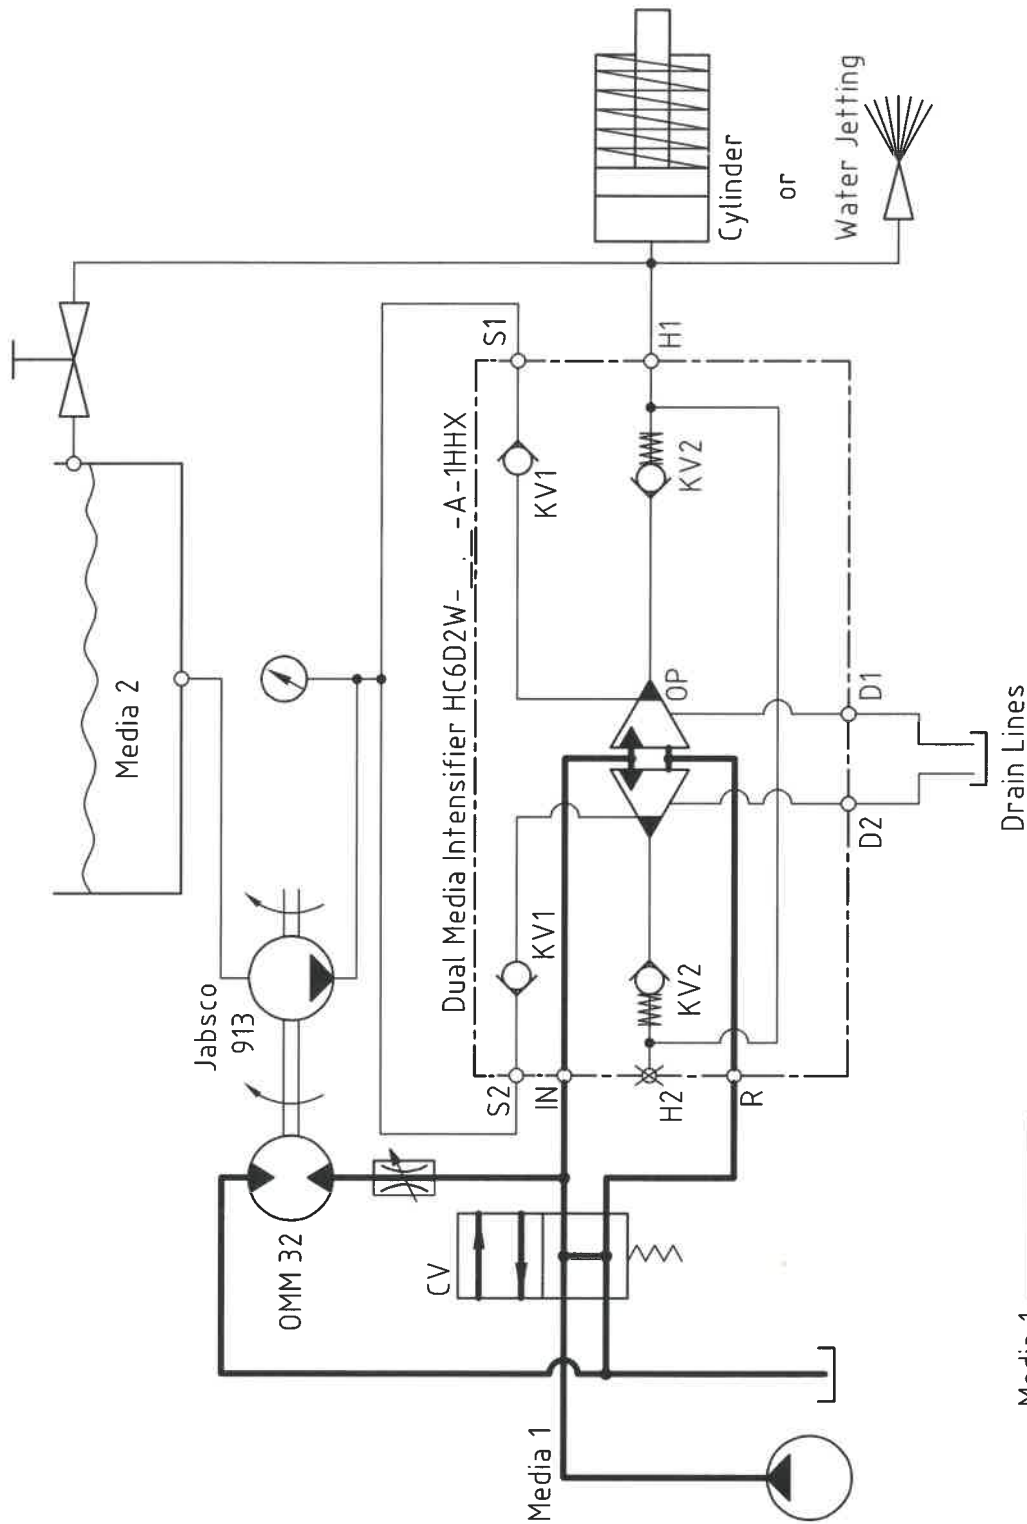 Cylinder
or
Water Jetting
Media 2
S1
H1
Dual Media Intensifier HC6D2W-_ _._ -A-1HHX
KV1
KV2
OP
D1
D2
Drain Lines
KV1
KV2
Jabsco
913
S2
IN
H2
R
OMM 32
CV
Media 1